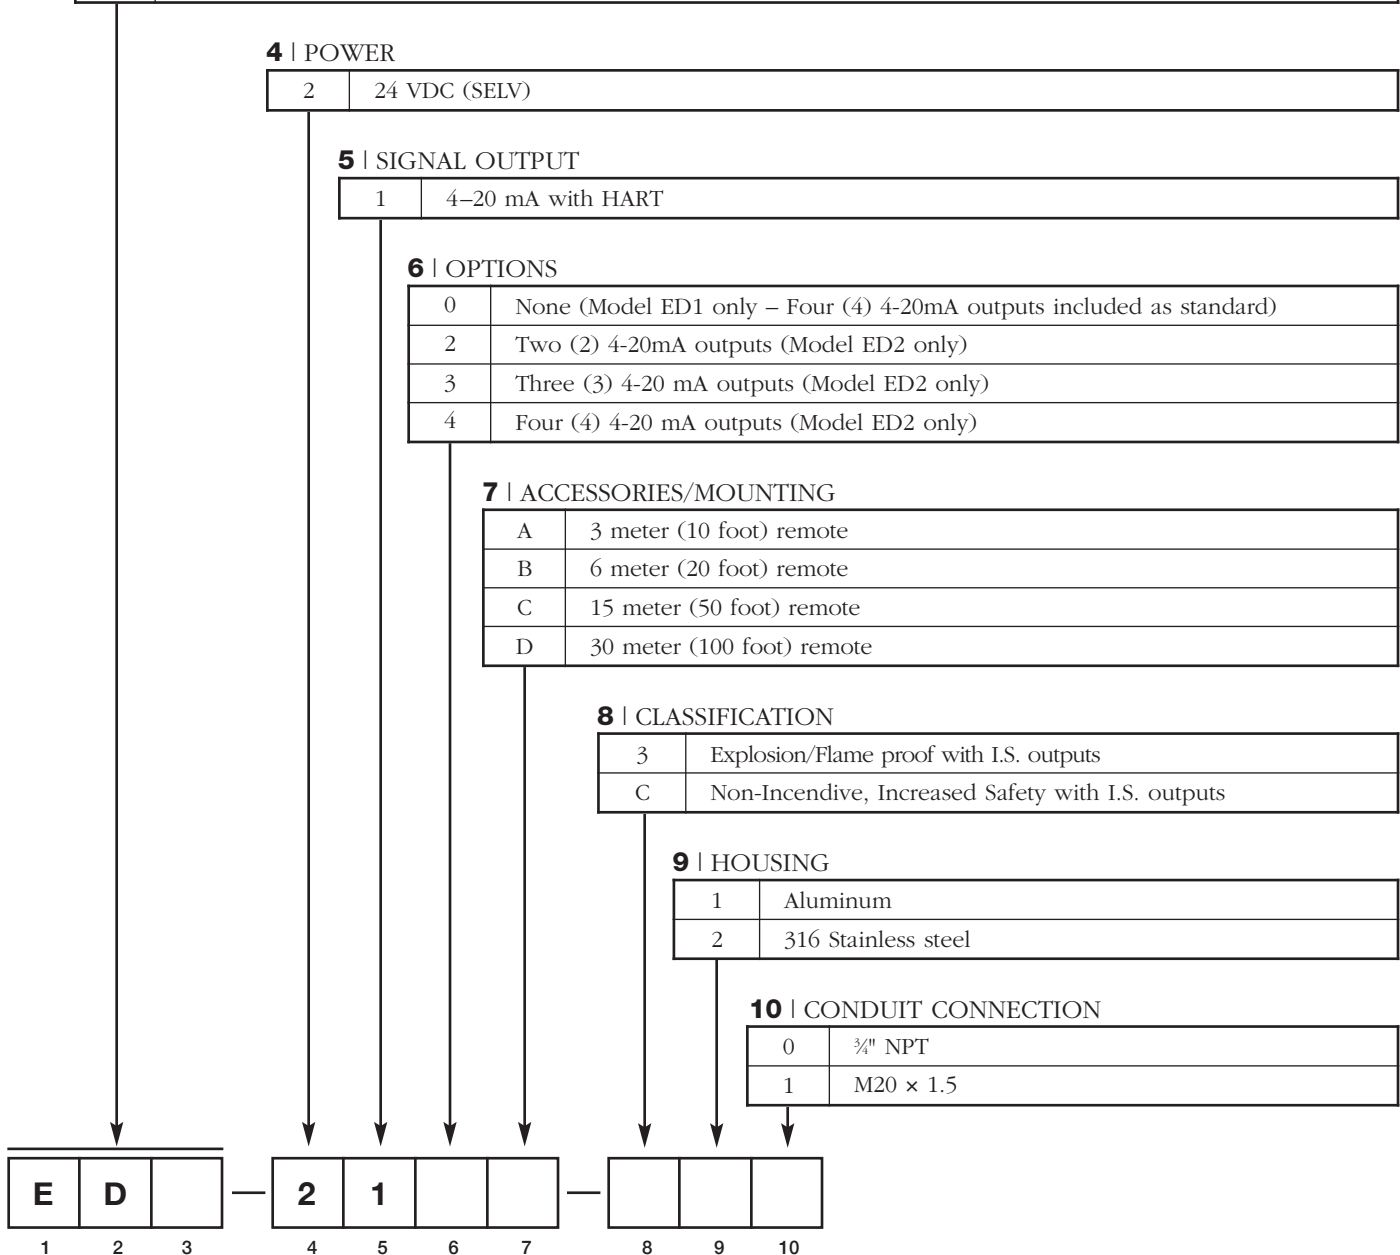 4 | POWER
2 24 VDC (SELV)
5 | SIGNAL OUTPUT
1 4–20 mA with HART
6 | OPTIONS
0 None (Model ED1 only – Four (4) 4-20mA outputs included as standard)
2 Two (2) 4-20mA outputs (Model ED2 only)
3 Three (3) 4-20 mA outputs (Model ED2 only)
4 Four (4) 4-20 mA outputs (Model ED2 only)
7 | ACCESSORIES/MOUNTING
A 3 meter (10 foot) remote
B 6 meter (20 foot) remote
C 15 meter (50 foot) remote
D 30 meter (100 foot) remote
8 | CLASSIFICATION
3 Explosion/Flame proof with I.S. outputs
C Non-Incendive, Increased Safety with I.S. outputs
9 | HOUSING
1 Aluminum
2 316 Stainless steel
10 | CONDUIT CONNECTION
0 ¾" NPT
1 M20 × 1.5
E D — 2 1 —
1 2 3 4 5 6 7 8 9 10